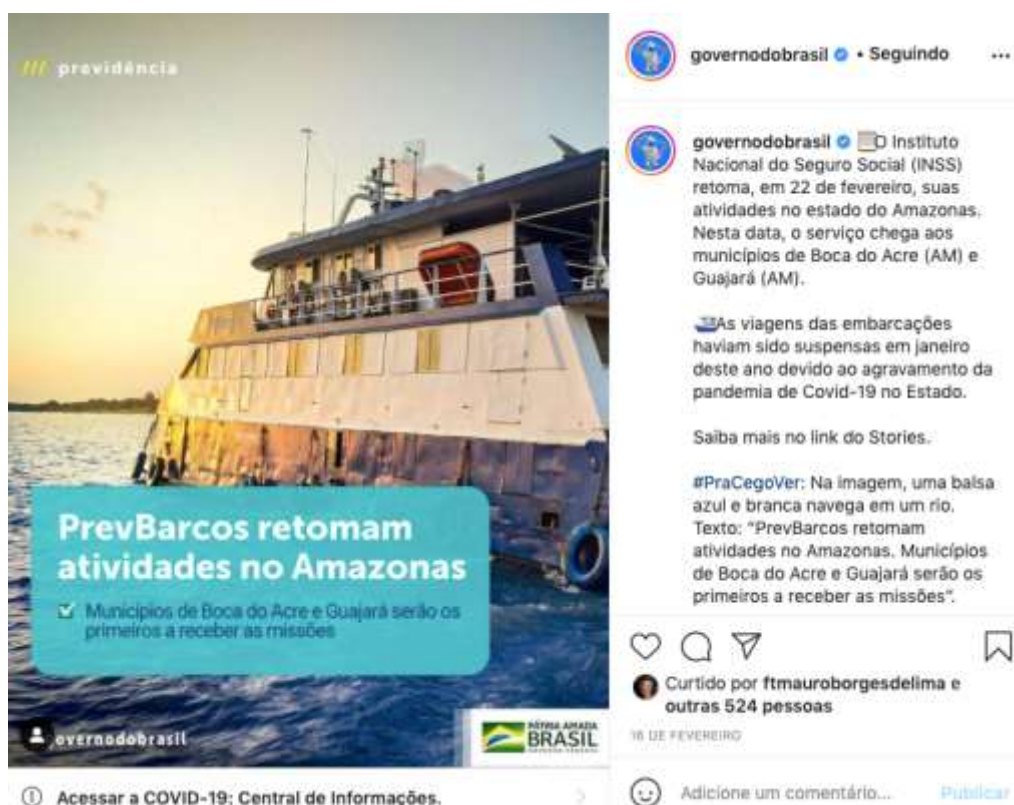 /// previdência
PrevBarcos retomam
atividades no Amazonas
Municípios de Boca do Acre e Guajará serão os
primeiros a receber as missões
overnodobrasil
PÁTRIA AMADA
BRASIL
① Acessar a COVID-19: Central de Informações.
governodobrasil • Seguindo
governodobrasil O Instituto
Nacional do Seguro Social (INSS)
retoma, em 22 de fevereiro, suas
atividades no estado do Amazonas.
Nesta data, o serviço chega aos
municípios de Boca do Acre (AM) e
Guajará (AM).
As viagens das embarcações
haviam sido suspensas em janeiro
deste ano devido ao agravamento da
pandemia de Covid-19 no Estado.
Saiba mais no link do Stories.
#PraCegoVer: Na imagem, uma balsa
azul e branca navega em um rio.
Texto: “PrevBarcos retomam
atividades no Amazonas. Municípios
de Boca do Acre e Guajará serão os
primeiros a receber as missões”.
Curtido por ftmauroborgesdelima e
outras 524 pessoas
16 DE FEVEREIRO
Adicione um comentário... Publicar